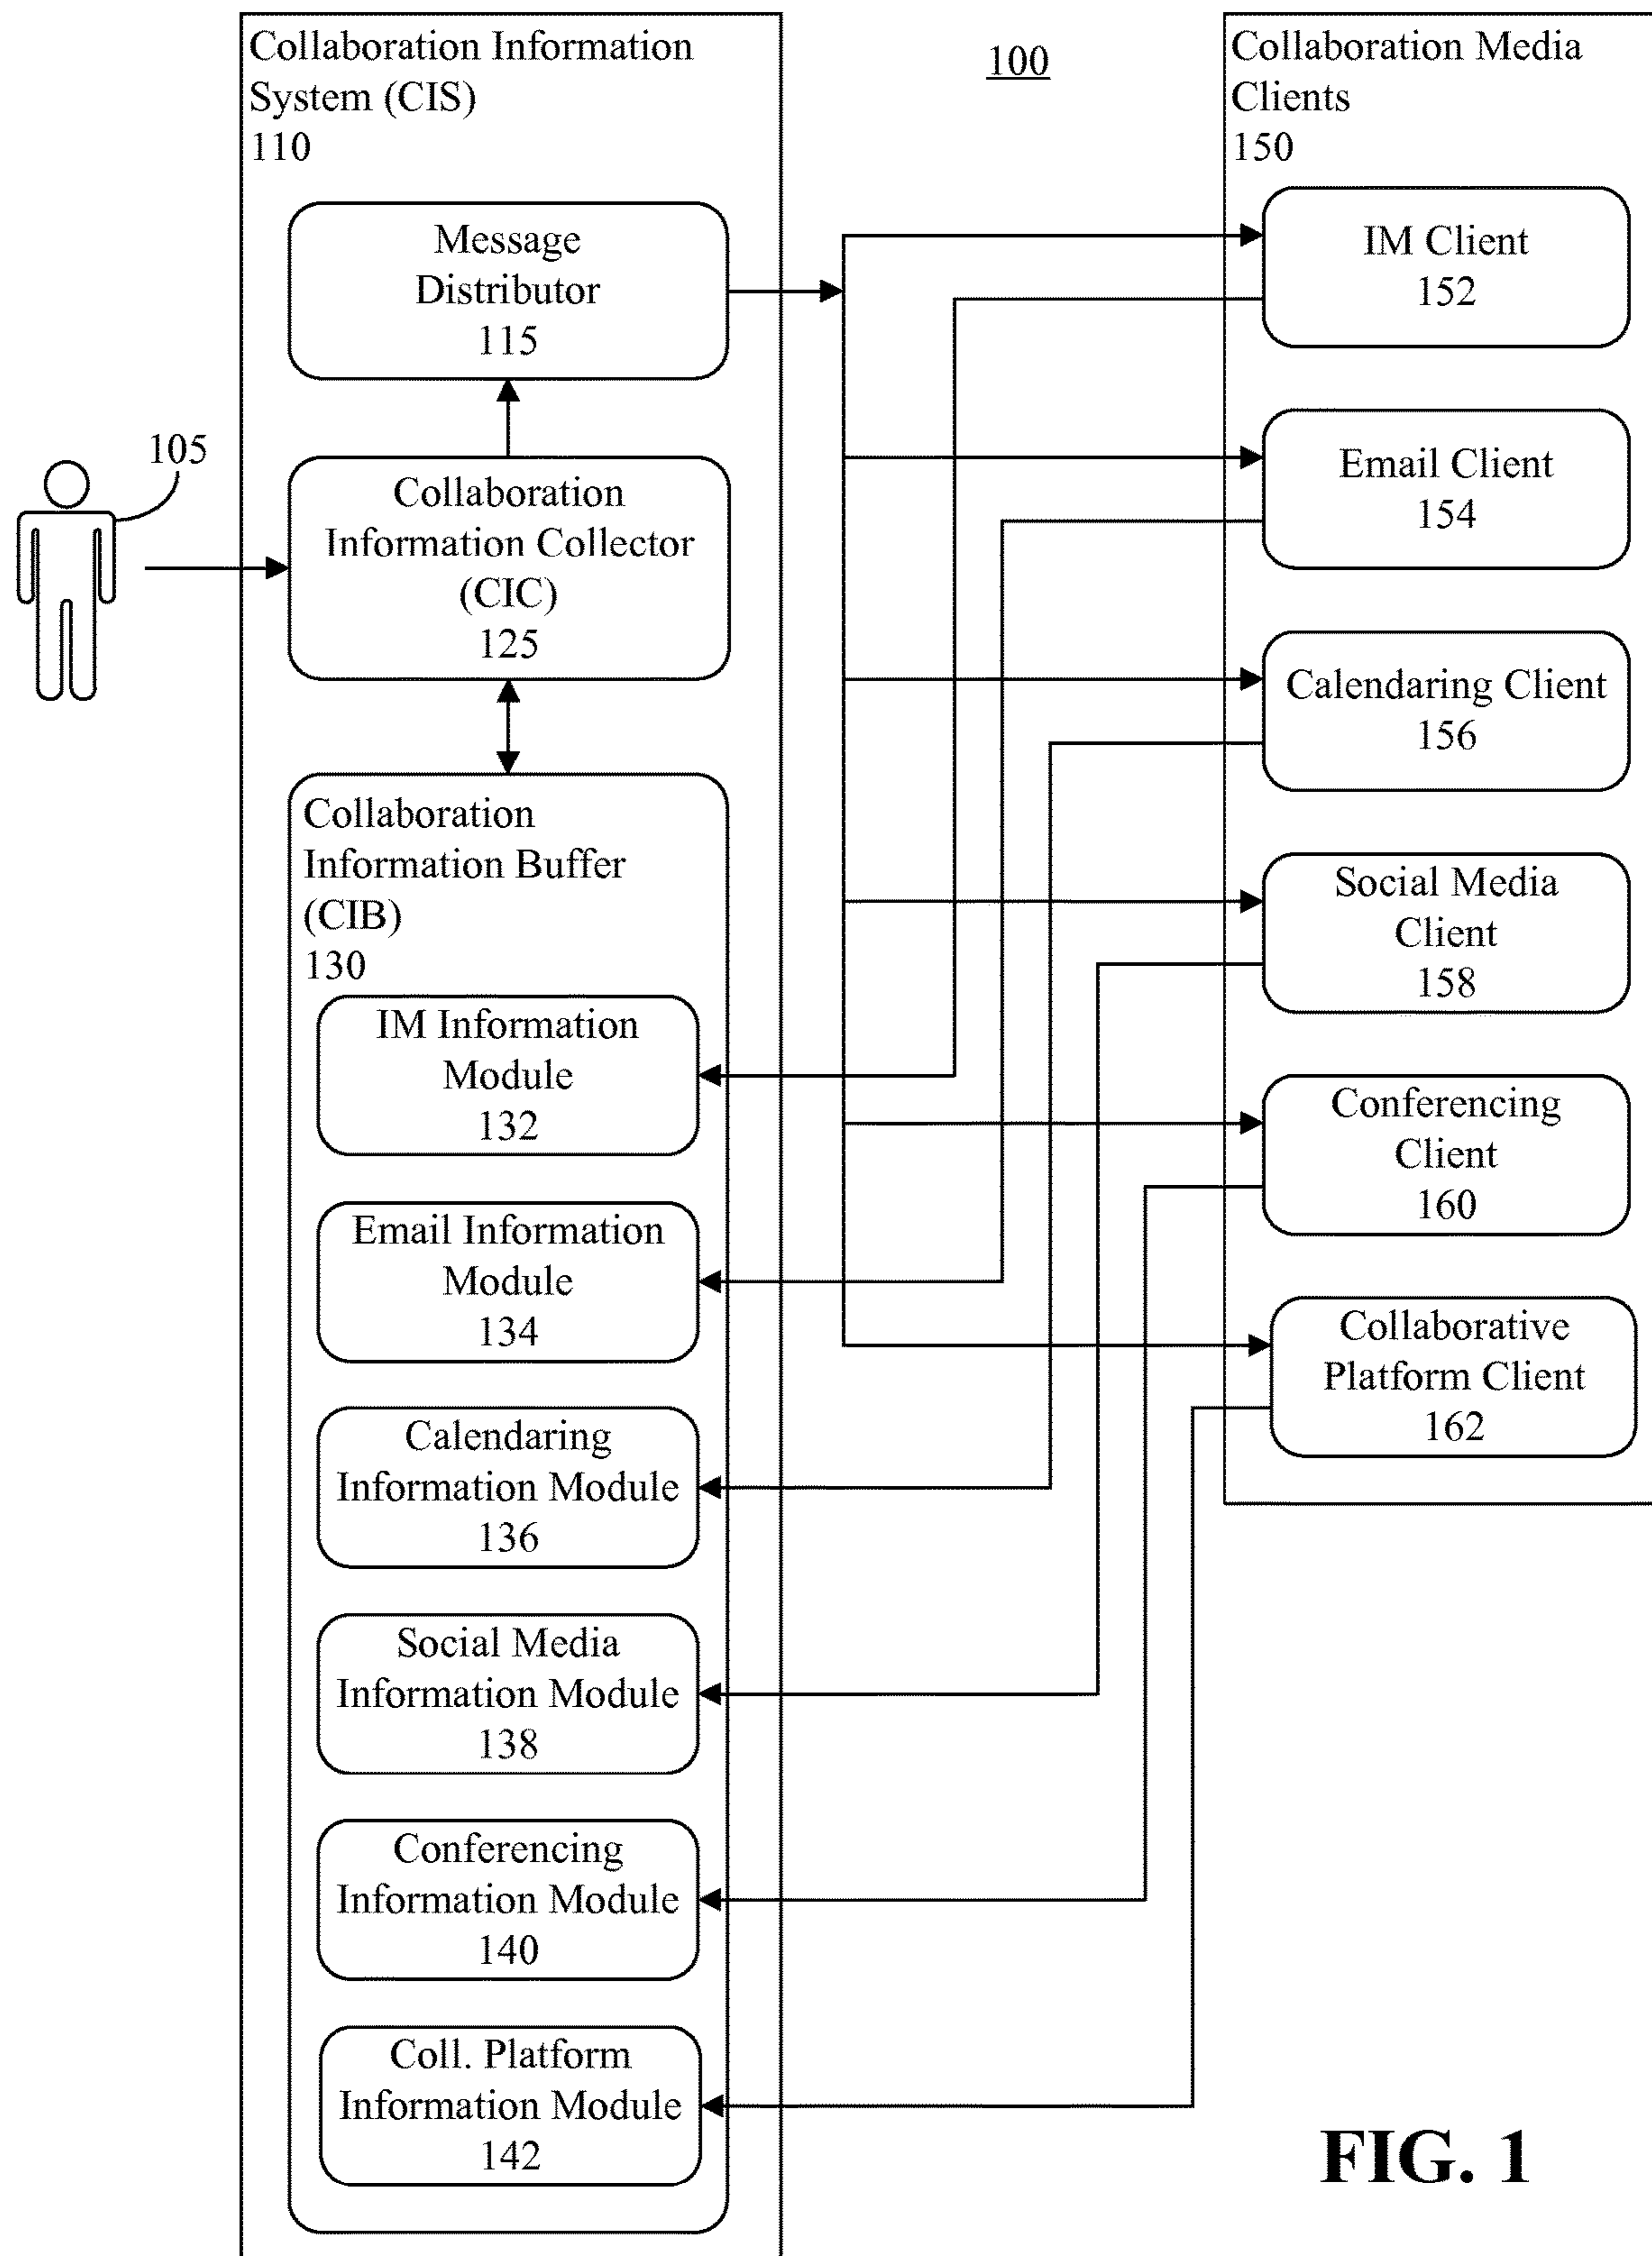 Collaboration Information
System (CIS)
110
100
Collaboration Media
Clients
150
Message
Distributor
115
105
Collaboration
Information Collector
(CIC)
125
Collaboration
Information Buffer
(CIB)
130
IM Information
Module
132
Email Information
Module
134
Calendaring
Information Module
136
Social Media
Information Module
138
Conferencing
Information Module
140
Coll. Platform
Information Module
142
IM Client
152
Email Client
154
Calendaring Client
156
Social Media
Client
158
Conferencing
Client
160
Collaborative
Platform Client
162
FIG. 1